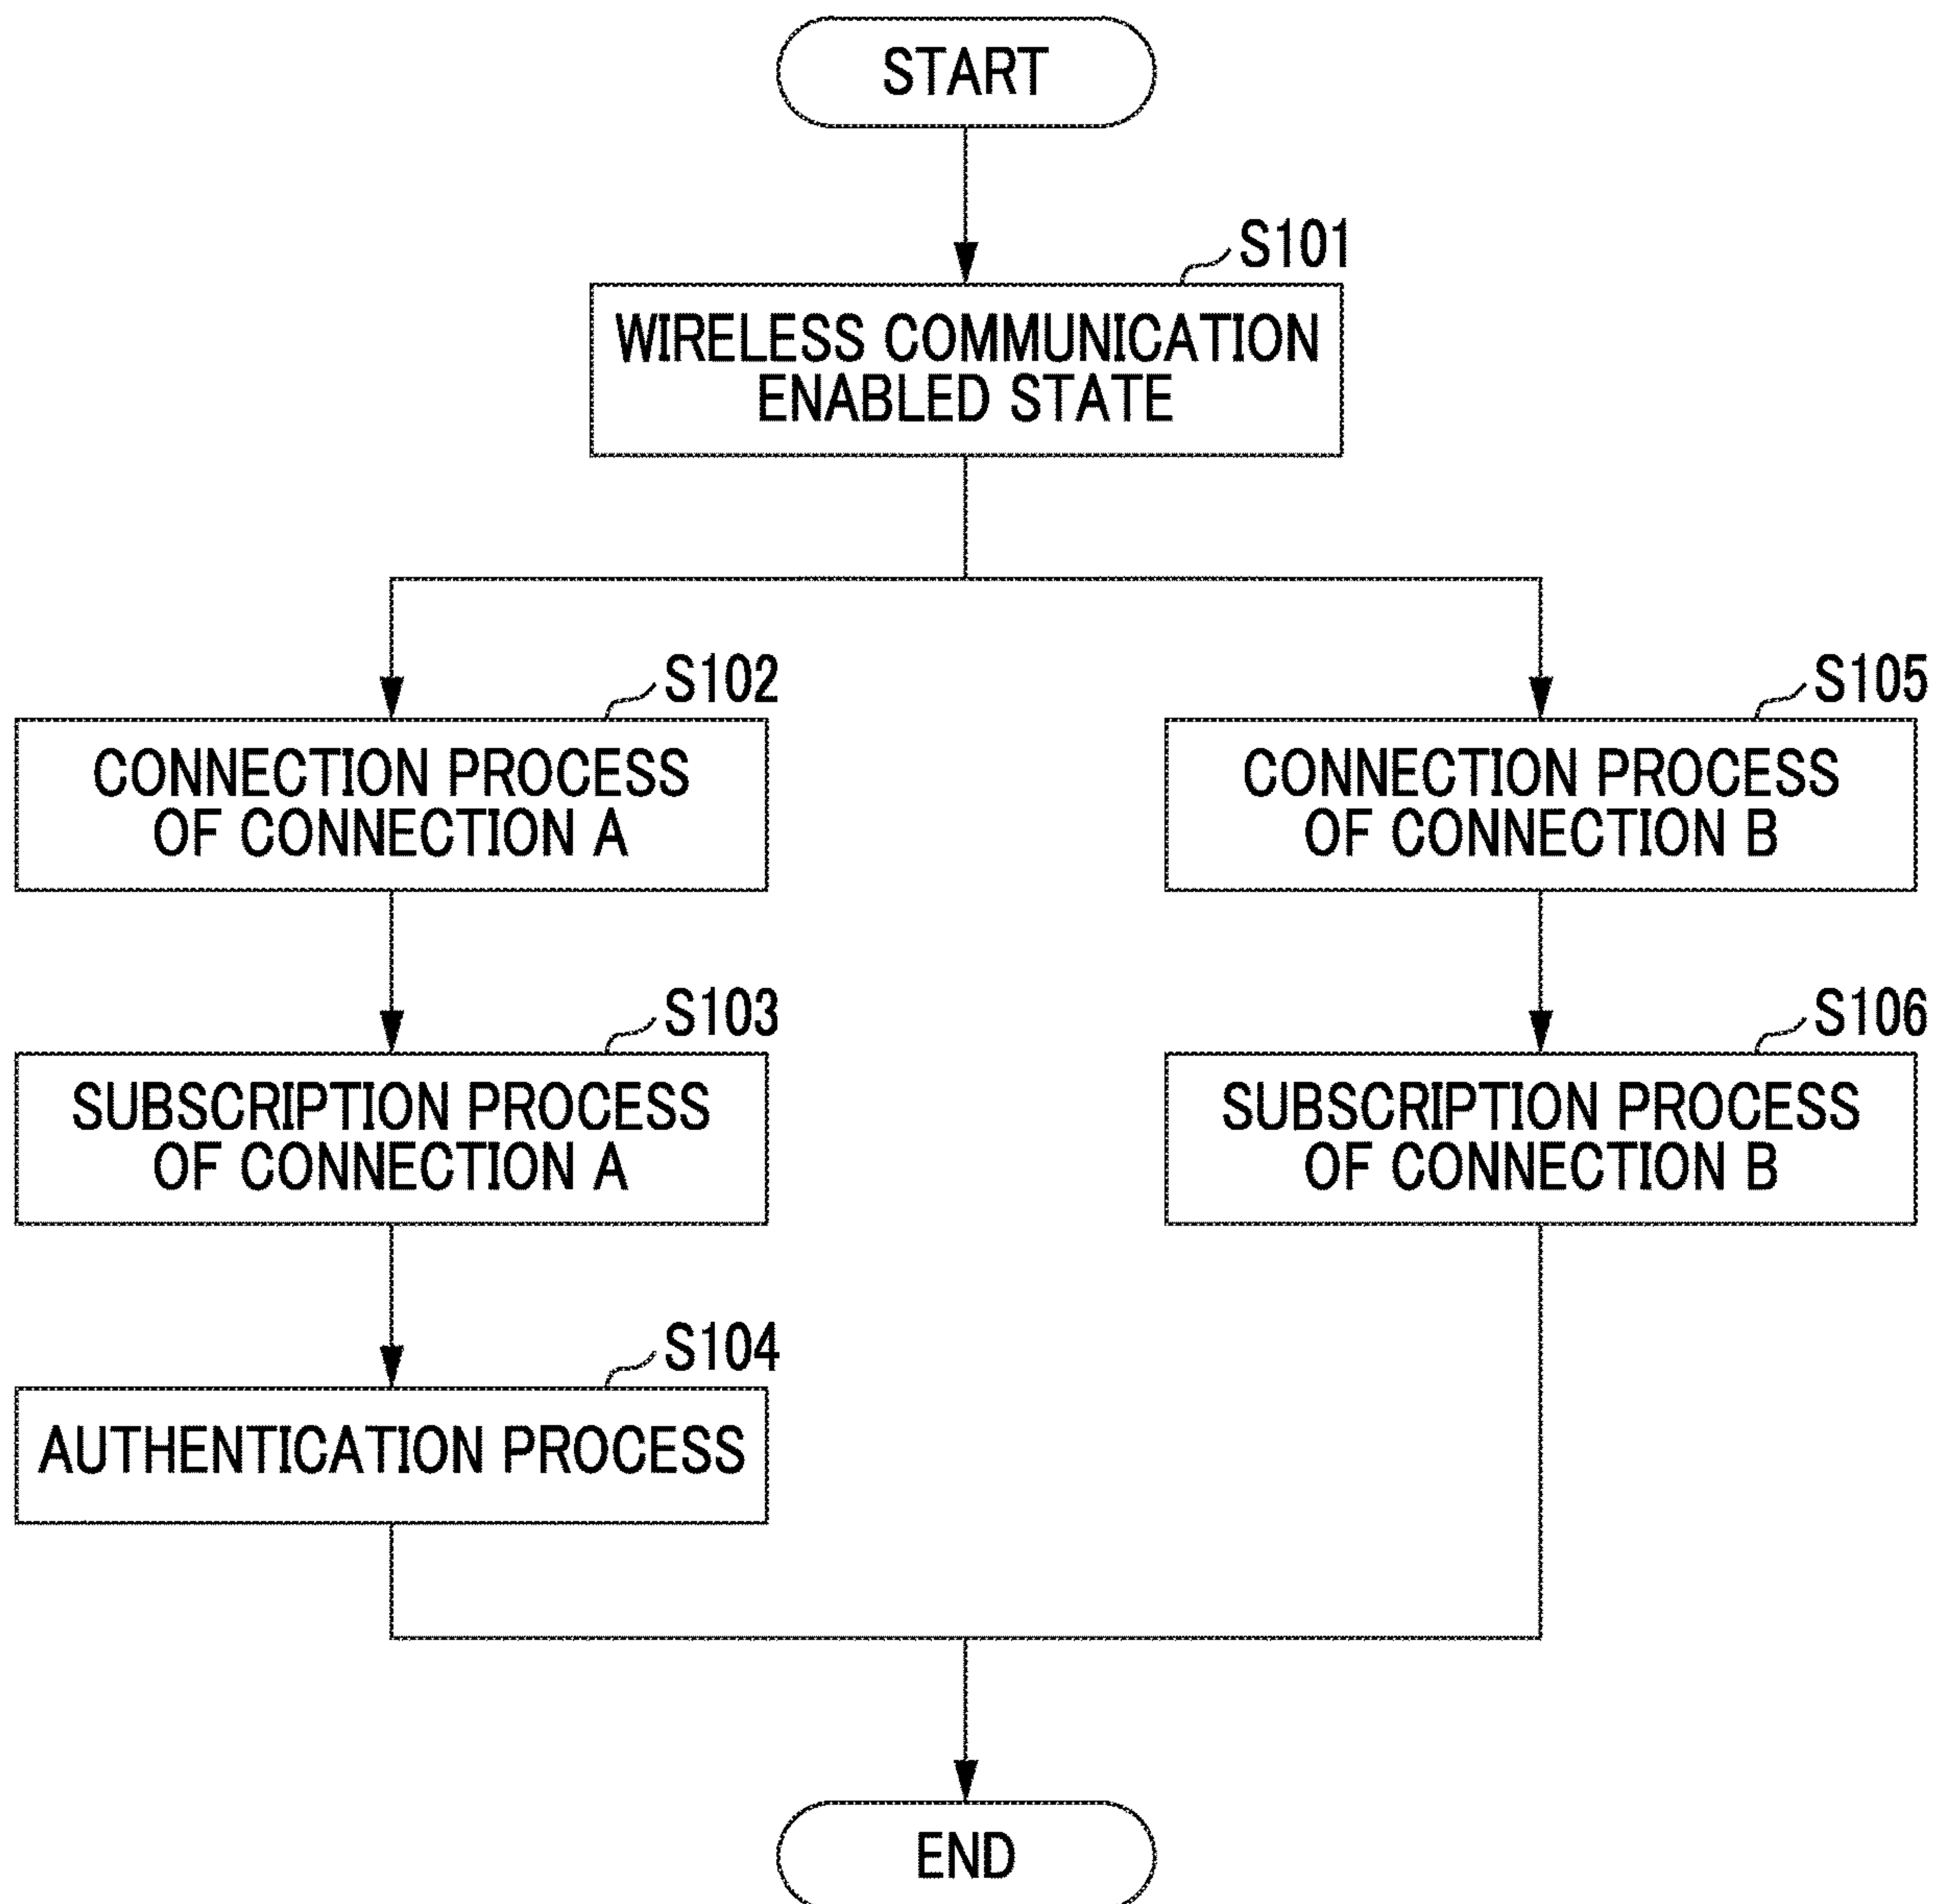 START
S101
WIRELESS COMMUNICATION
ENABLED STATE
S102
CONNECTION PROCESS
OF CONNECTION A
S103
SUBSCRIPTION PROCESS
OF CONNECTION A
S104
AUTHENTICATION PROCESS
S105
CONNECTION PROCESS
OF CONNECTION B
S106
SUBSCRIPTION PROCESS
OF CONNECTION B
END